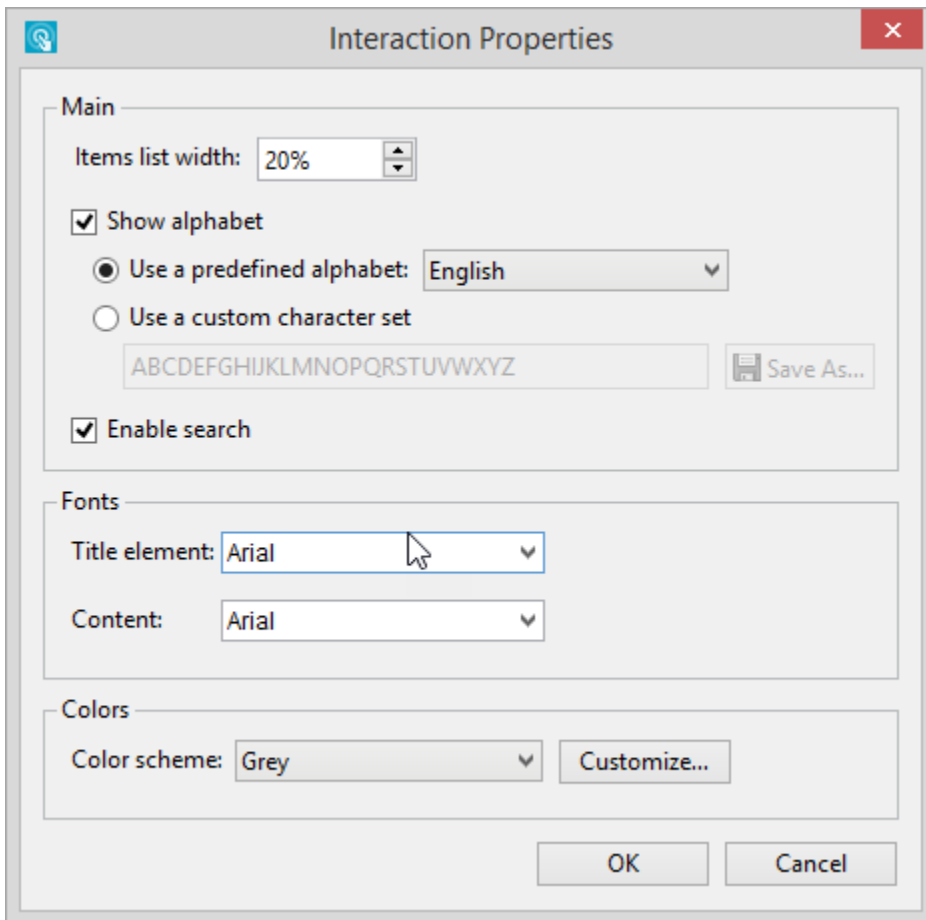 Interaction Properties
Main
Items list width: 20%
Show alphabet
Use a predefined alphabet: English
Use a custom character set
ABCDEFGHIJKLMNOPQRSTUVWXYZ Save As...
Enable search
Fonts
Title element: Arial
Content: Arial
Colors
Color scheme: Grey Customize...
OK Cancel